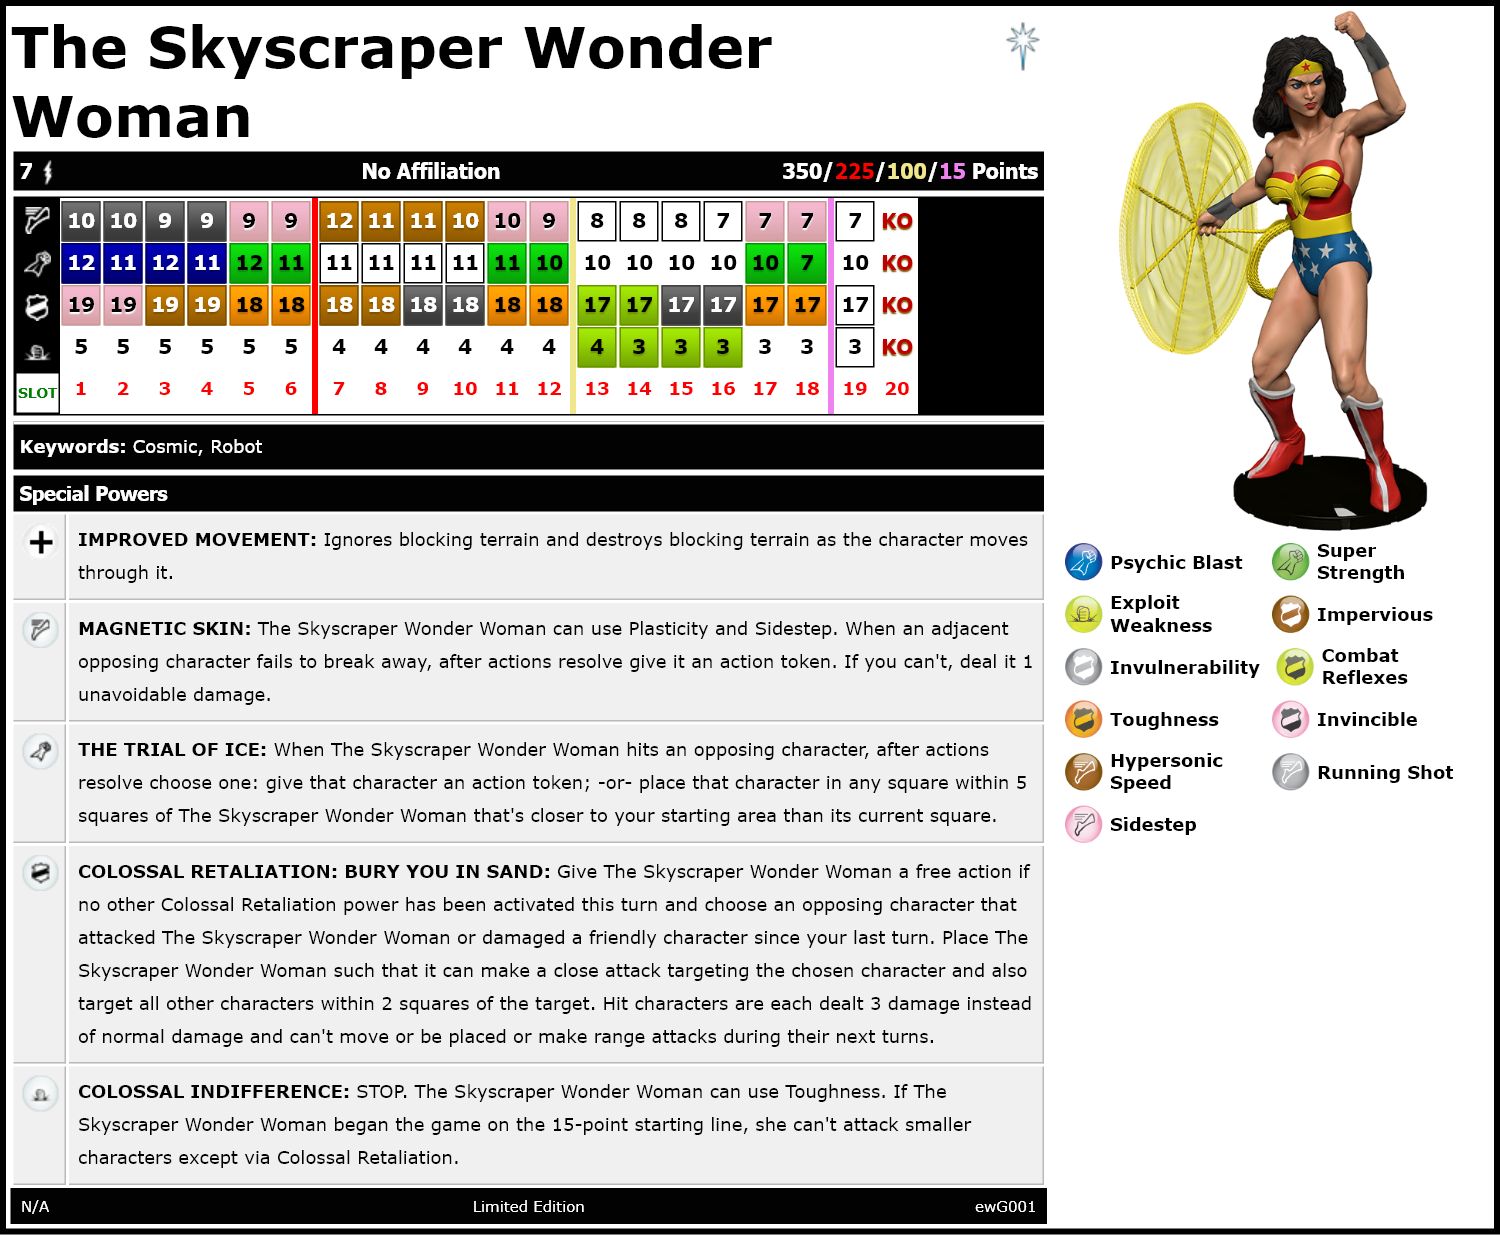 The Skyscraper Wonder
Woman
7 No Affiliation 350/225/100/15 Points
10 10 9 9 9 9 12 11 11 10 10 9 8 8 8 7 7 7 7 KO
12 11 12 11 12 11 11 11 11 11 11 10 10 10 10 10 10 7 10 KO
19 19 19 19 18 18 18 18 18 18 18 18 17 17 17 17 17 17 17 KO
5 5 5 5 5 5 4 4 4 4 4 4 4 3 3 3 3 3 3 KO
SLOT 1 2 3 4 5 6 7 8 9 10 11 12 13 14 15 16 17 18 19 20
Keywords: Cosmic, Robot
Special Powers
IMPROVED MOVEMENT: Ignores blocking terrain and destroys blocking terrain as the character moves
through it.
MAGNETIC SKIN: The Skyscraper Wonder Woman can use Plasticity and Sidestep. When an adjacent
opposing character fails to break away, after actions resolve give it an action token. If you can't, deal it 1
unavoidable damage.
THE TRIAL OF ICE: When The Skyscraper Wonder Woman hits an opposing character, after actions
resolve choose one: give that character an action token; -or- place that character in any square within 5
squares of The Skyscraper Wonder Woman that's closer to your starting area than its current square.
COLOSSAL RETALIATION: BURY YOU IN SAND: Give The Skyscraper Wonder Woman a free action if
no other Colossal Retaliation power has been activated this turn and choose an opposing character that
attacked The Skyscraper Wonder Woman or damaged a friendly character since your last turn. Place The
Skyscraper Wonder Woman such that it can make a close attack targeting the chosen character and also
target all other characters within 2 squares of the target. Hit characters are each dealt 3 damage instead
of normal damage and can't move or be placed or make range attacks during their next turns.
COLOSSAL INDIFFERENCE: STOP. The Skyscraper Wonder Woman can use Toughness. If The
Skyscraper Wonder Woman began the game on the 15-point starting line, she can't attack smaller
characters except via Colossal Retaliation.
N/A Limited Edition ewG001
Psychic Blast
Super
Strength
Exploit
Weakness
Impervious
Invulnerability
Combat
Reflexes
Toughness
Invincible
Hypersonic
Speed
Running Shot
Sidestep